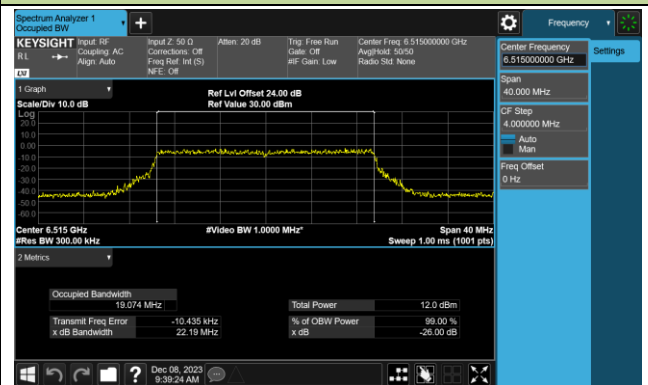 Spectrum Analyzer 1
Occupied BW
KEYSIGHT
R L
LXI
Input: RF
Coupling: AC
Align: Auto
Input Z: 50 Ω
Corrections: Off
Freq Ref: Int (S)
NFE: Off
Atten: 20 dB
Trig: Free Run
Gate: Off
#IF Gain: Low
Center Freq: 6.515000000 GHz
Avg|Hold: 50/50
Radio Std: None
1 Graph
Scale/Div 10.0 dB
Ref Lvl Offset 24.00 dB
Ref Value 30.00 dBm
Log
20.0
10.0
0.00
-10.0
-20.0
-30.0
-40.0
-50.0
-60.0
Center 6.515 GHz
#Video BW 1.0000 MHz*
Span 40 MHz
#Res BW 300.00 kHz
Sweep 1.00 ms (1001 pts)
2 Metrics
Occupied Bandwidth
19.074 MHz
Total Power 12.0 dBm
Transmit Freq Error -10.435 kHz
% of OBW Power 99.00 %
x dB Bandwidth 22.19 MHz
x dB -26.00 dB
?
Dec 08, 2023
9:39:24 AM
Frequency
Center Frequency
6.515000000 GHz
Settings
Span
40.000 MHz
CF Step
4.000000 MHz
Auto
Man
Freq Offset
0 Hz